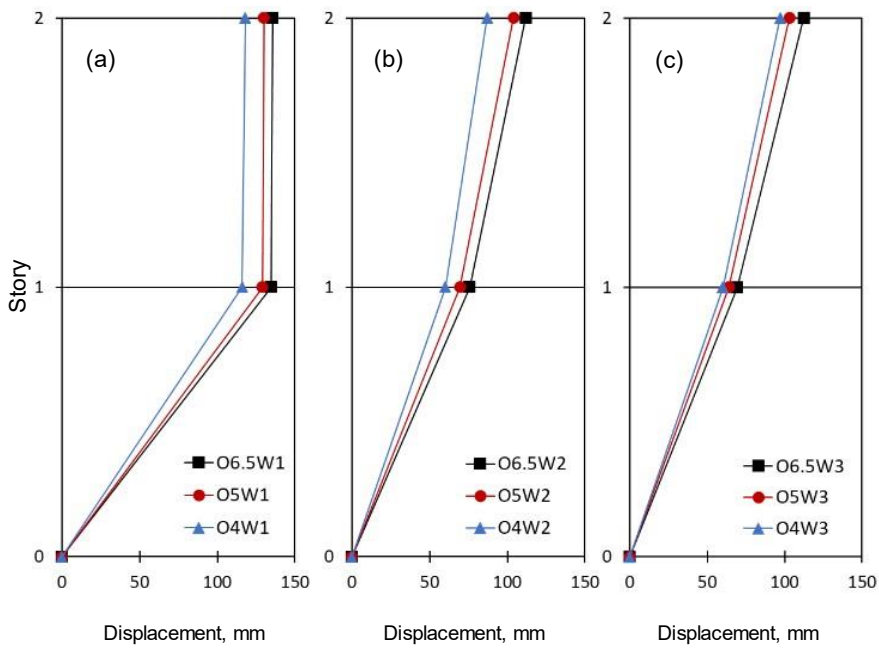 Story
2
1
0
(a)
O6.5W1
O5W1
O4W1
0 50 100 150
Displacement, mm
2
1
0
(b)
O6.5W2
O5W2
O4W2
0 50 100 150
Displacement, mm
2
1
0
(c)
O6.5W3
O5W3
O4W3
0 50 100 150
Displacement, mm